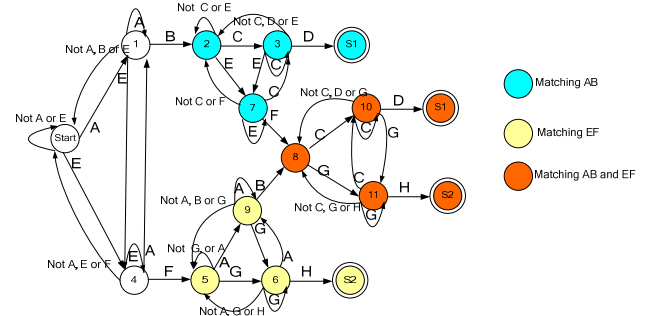 Not C or E
A
Not C, D or E
1
B
2
C
3
D
S1
Not A, B or E
E
E
E
C
Matching AB
Not C or F
7
C
F
E
Not C, D or G
10
D
S1
C
G
Not A or E
Start
A
C
Matching EF
8
E
G
C
Matching AB and EF
11
H
S2
G
Not C, G or H
A
B
Not A, B or G
9
G
Not G or A
A
A
Not A, E or F
E
A
4
F
5
G
6
H
S2
G
Not A, G or H